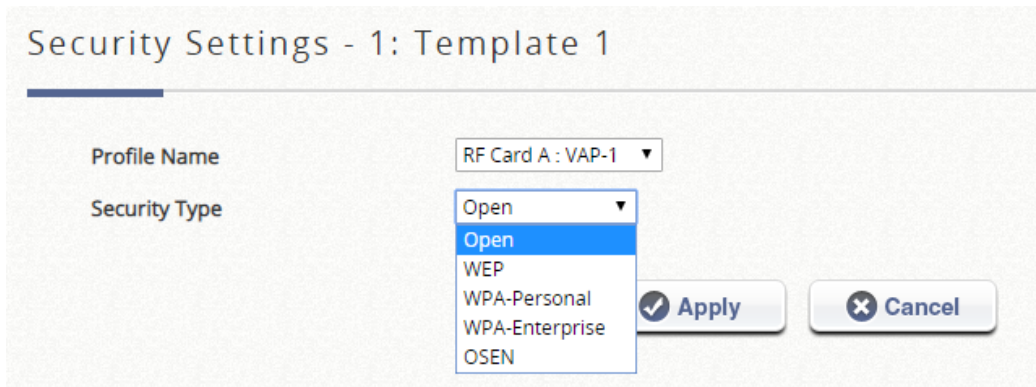 Security Settings - 1: Template 1
Profile Name RF Card A : VAP-1
Security Type Open
Open
WEP
WPA-Personal
WPA-Enterprise
OSEN
Apply Cancel